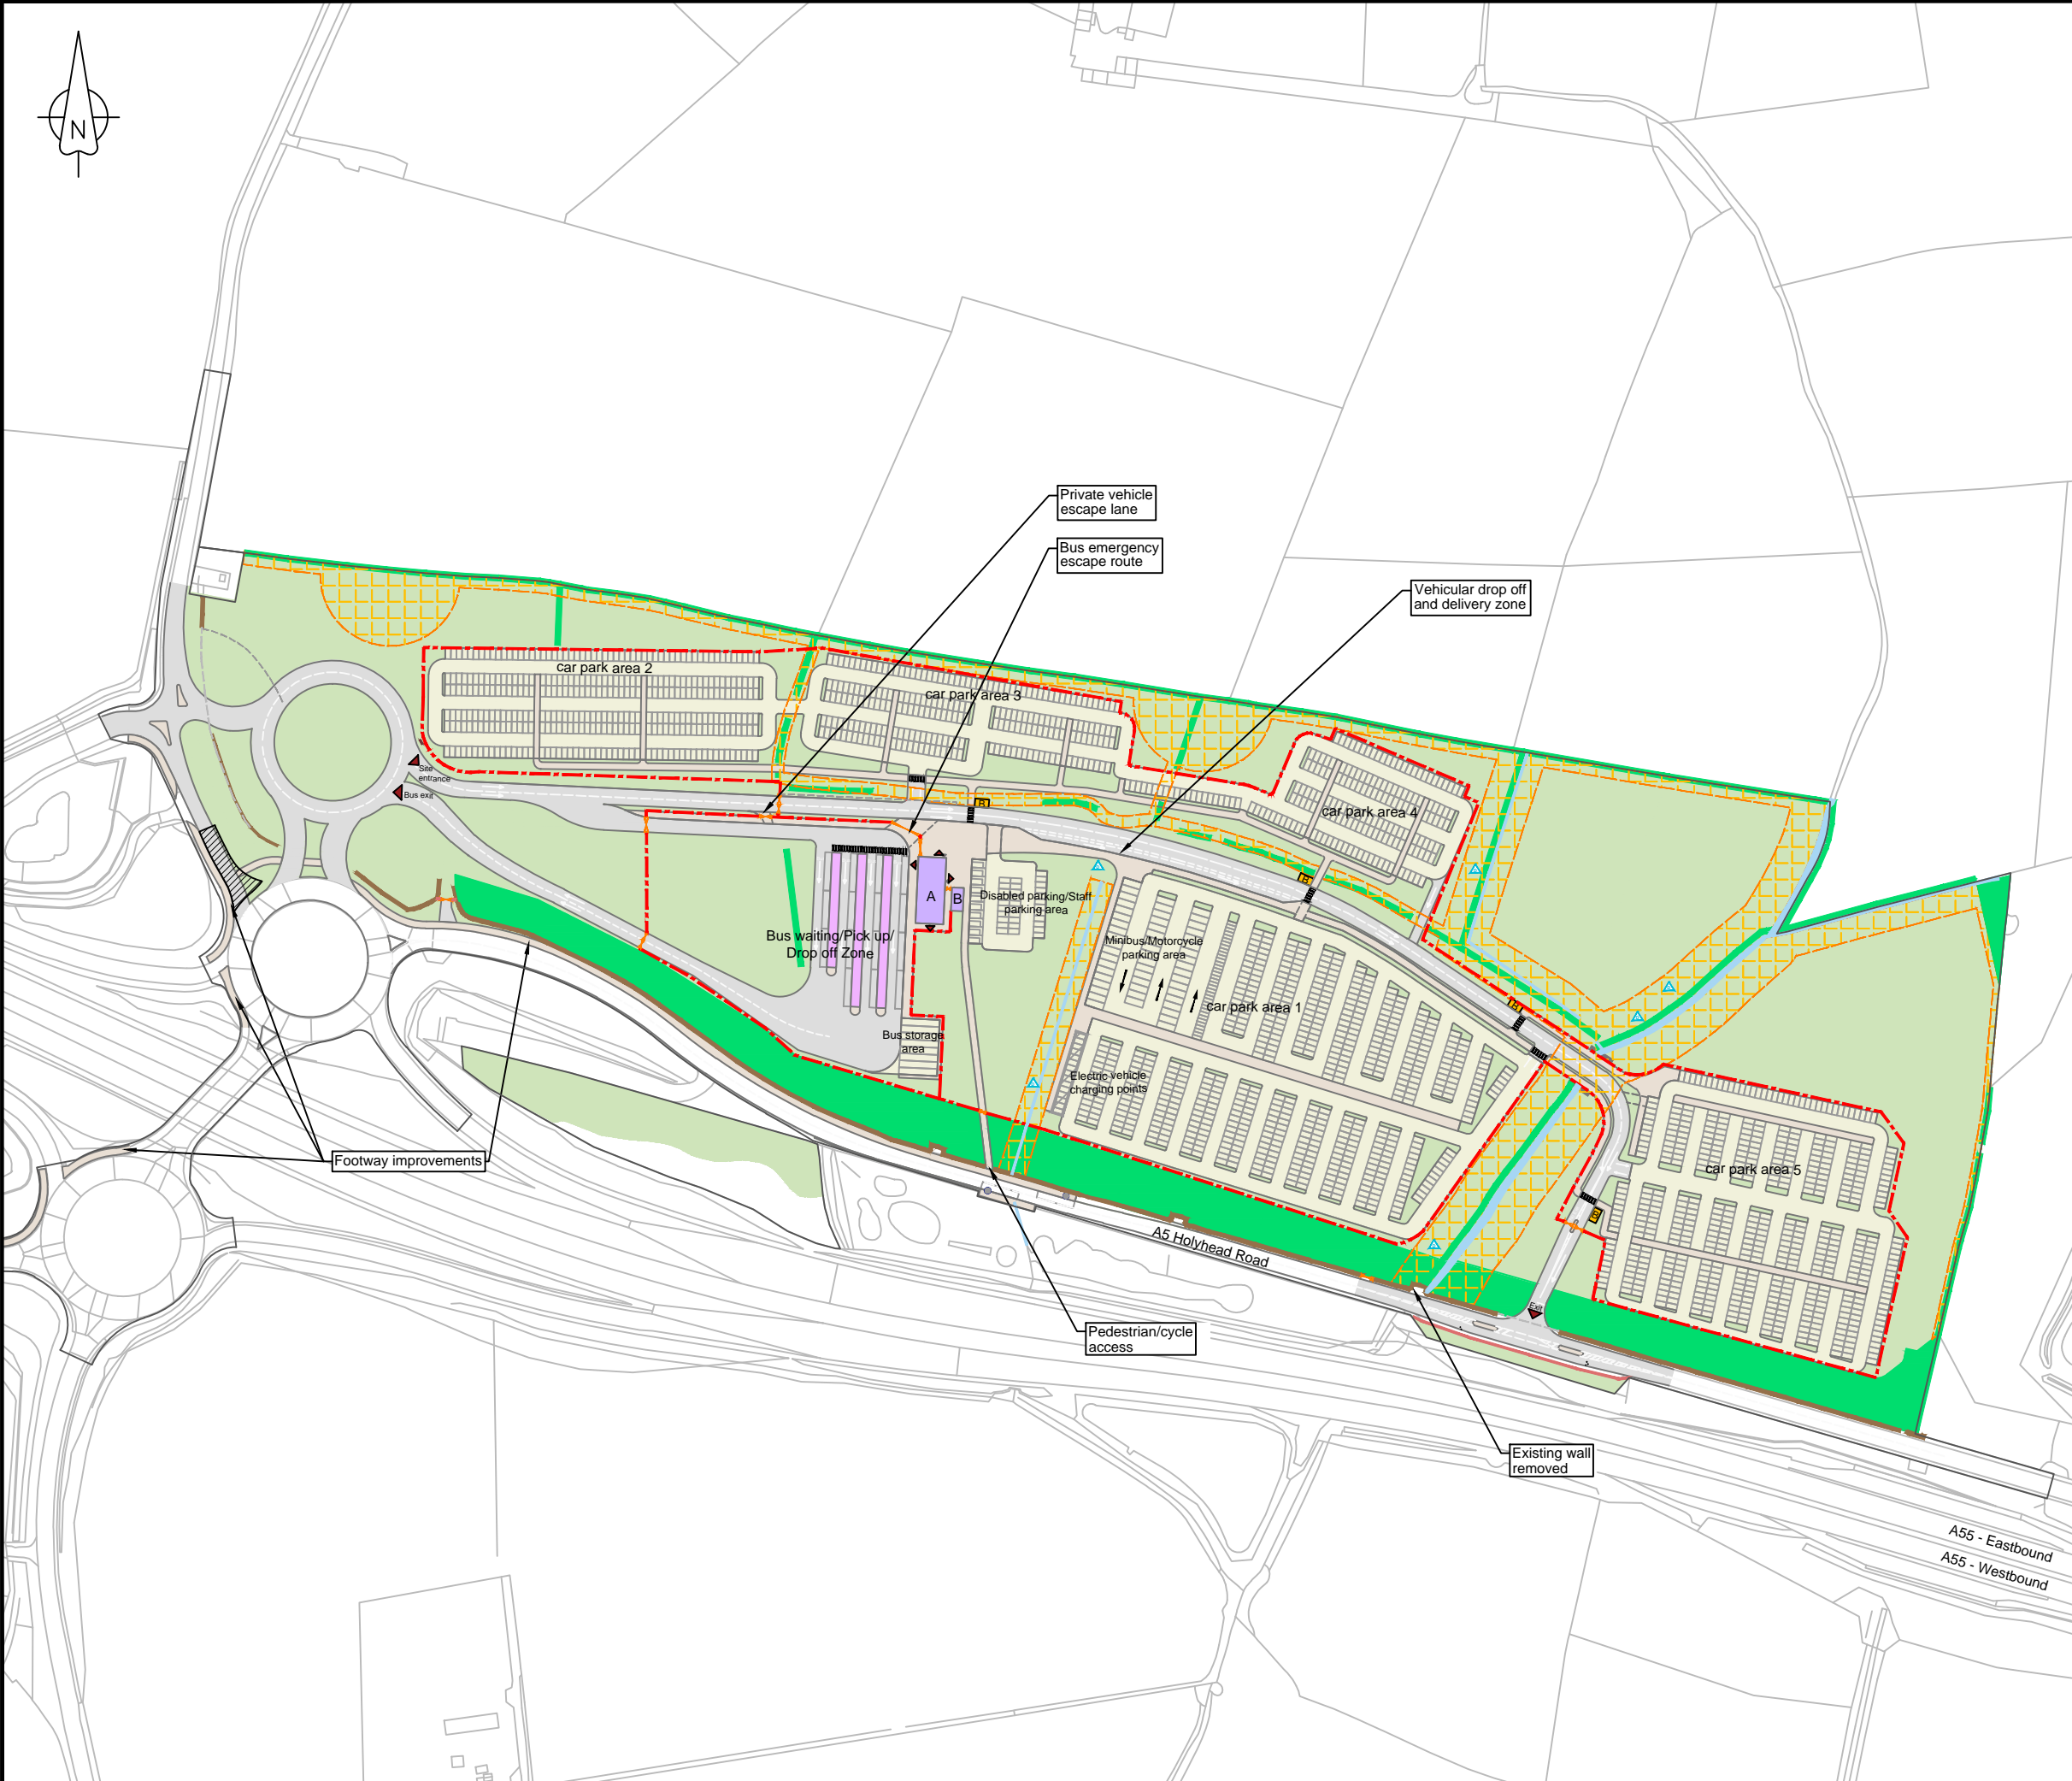 N
Private vehicle
escape lane
Bus emergency
escape route
Vehicular drop off
and delivery zone
car park area 2
car park area 3
Site
entrance
Bus exit
B
car park area 4
B
A
B
Disabled parking/Staff
parking area
Bus waiting/Pick up/
Drop off Zone
Minibus/Motorcycle
parking area
car park area 1
B
Bus storage
area
Electric vehicle
charging points
Footway improvements
car park area 5
B
A5 Holyhead Road
Exit
Pedestrian/cycle
access
Existing wall
removed
A55 - Eastbound
A55 - Westbound